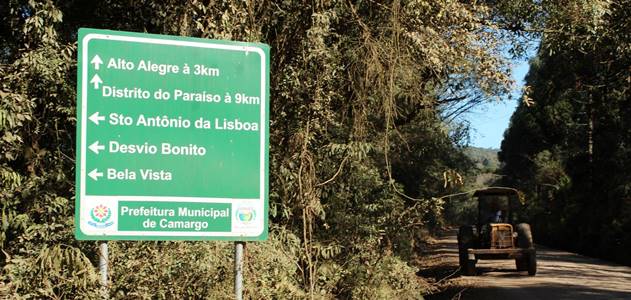 ↑ Alto Alegre à 3km
↑ Distrito do Paraíso à 9km
← Sto Antônio da Lisboa
← Desvio Bonito
← Bela Vista
Prefeitura Municipal
de Camargo